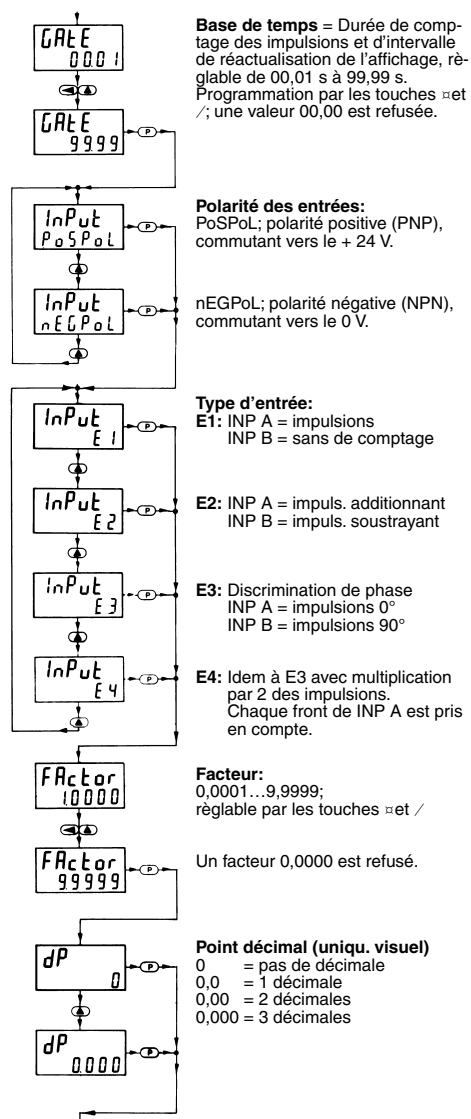 GAtE
00.01
Base de temps = Durée de comp-
tage des impulsions et d'intervalle
de réactualisation de l'affichage, rè-
glable de 00,01 s à 99,99 s.
Programmation par les touches ¤et
⁄; une valeur 00,00 est refusée.
GAtE
99.99
P
InPut
PoSPoL
P
Polarité des entrées:
PoSPoL; polarité positive (PNP),
commutant vers le + 24 V.
InPut
nEGPoL
P
nEGPoL; polarité négative (NPN),
commutant vers le 0 V.
InPut
E1
P
Type d'entrée:
E1: INP A = impulsions
INP B = sans de comptage
InPut
E2
P
E2: INP A = impuls. additionnant
INP B = impuls. soustrayant
InPut
E3
P
E3: Discrimination de phase
INP A = impulsions 0°
INP B = impulsions 90°
InPut
E4
P
E4: Idem à E3 avec multiplication
par 2 des impulsions.
Chaque front de INP A est pris
en compte.
FActor
1.0000
Facteur:
0,0001…9,9999;
règlable par les touches ¤et ⁄
FActor
9.9999
P
Un facteur 0,0000 est refusé.
dP
0
P
Point décimal (uniqu. visuel)
0 = pas de décimale
0,0 = 1 décimale
0,00 = 2 décimales
0,000 = 3 décimales
dP
0.000
P